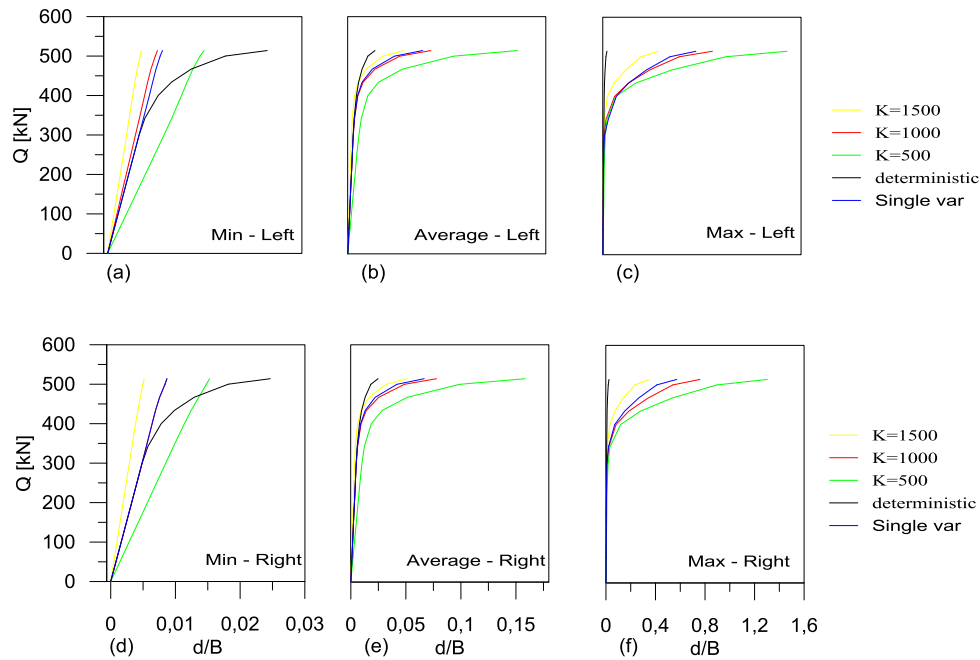 600
500
400
300
200
100
0
Q [kN]
Min - Left
(a)
Average - Left
(b)
Max - Left
(c)
K=1500
K=1000
K=500
deterministic
Single var
600
500
400
300
200
100
0
Q [kN]
Min - Right
Average - Right
Max - Right
K=1500
K=1000
K=500
deterministic
Single var
0 0,01 0,02 0,03
0 0,05 0,1 0,15
0 0,4 0,8 1,2 1,6
(d) d/B
(e) d/B
(f) d/B